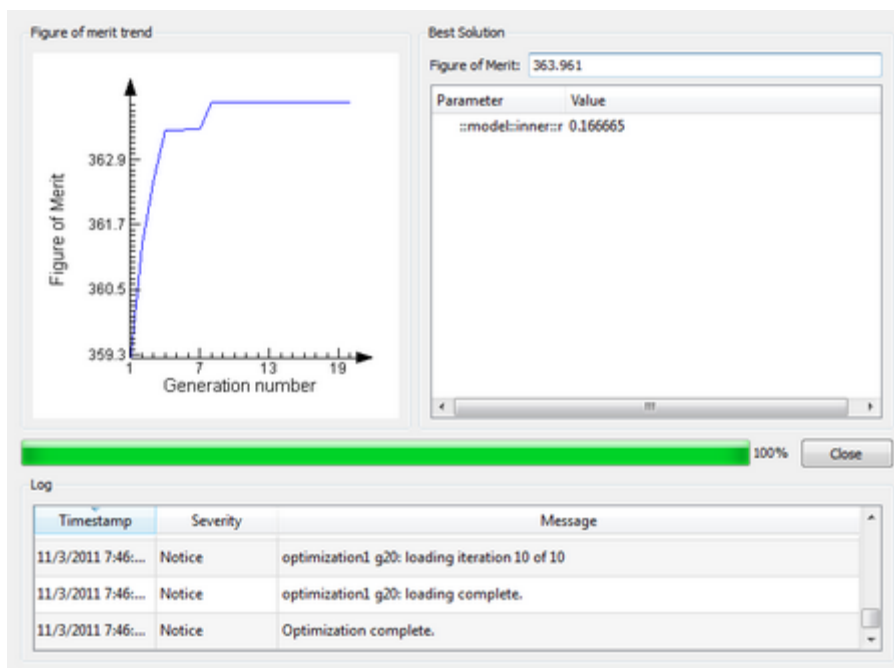 Figure of merit trend
Figure of Merit
362.9
361.7
360.5
359.3
1 7 13 19
Generation number
Best Solution
Figure of Merit: 363.961
Parameter Value
::model::inner::r 0.166665
100% Close
Log
Timestamp Severity Message
11/3/2011 7:46:... Notice optimization1 g20: loading iteration 10 of 10
11/3/2011 7:46:... Notice optimization1 g20: loading complete.
11/3/2011 7:46:... Notice Optimization complete.